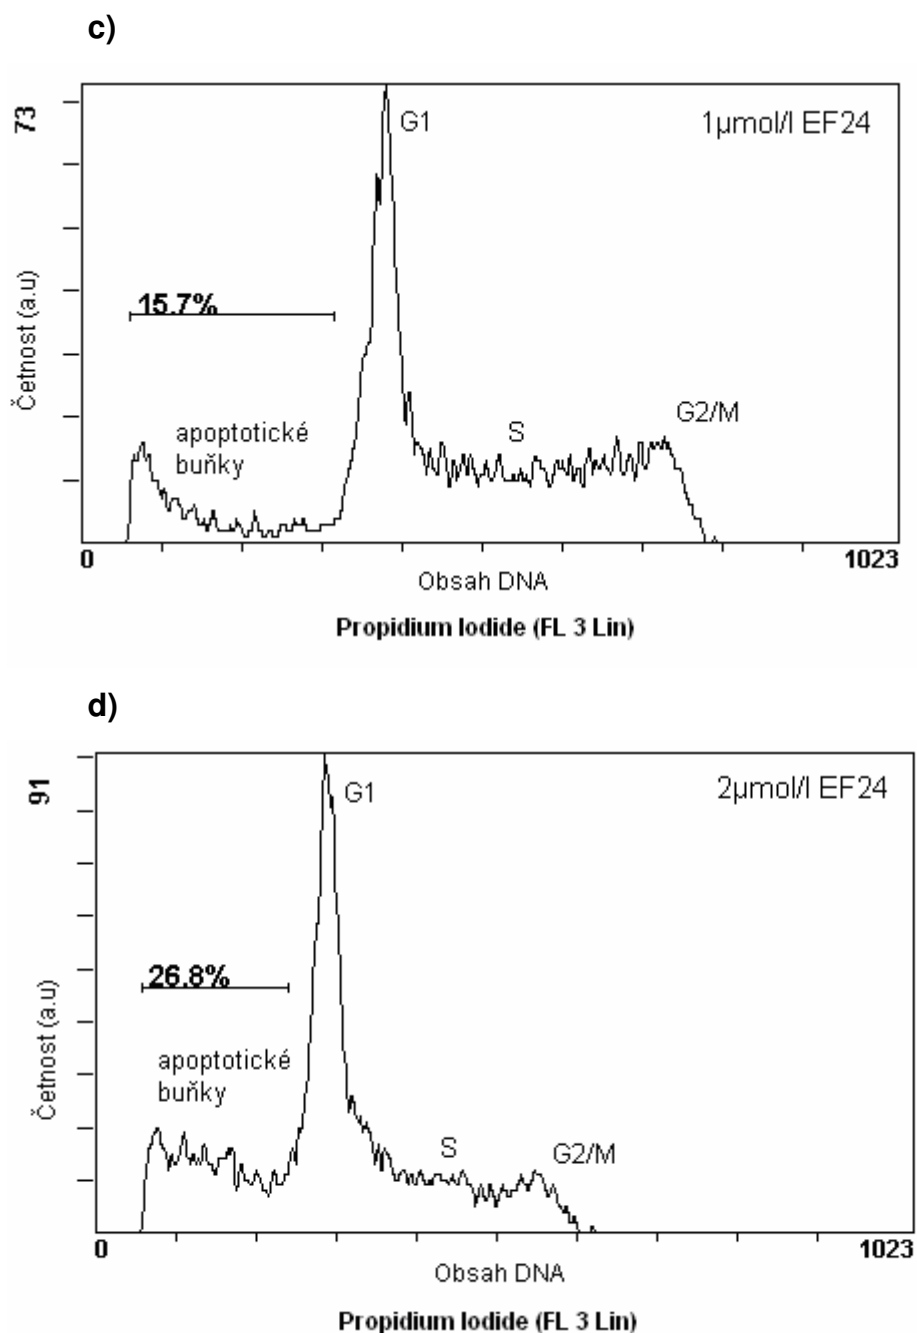 c)
73
G1
1µmol/l EF24
15.7%
Četnost (a.u)
apoptotické
buňky
S
G2/M
0
1023
Obsah DNA
Propidium Iodide (FL 3 Lin)
d)
91
G1
2µmol/l EF24
26.8%
Četnost (a.u)
apoptotické
buňky
S
G2/M
0
1023
Obsah DNA
Propidium Iodide (FL 3 Lin)